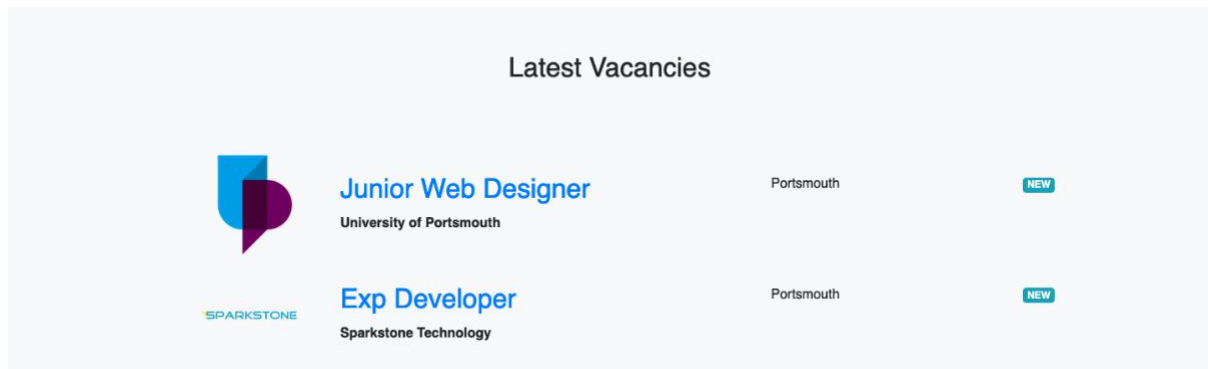 Latest Vacancies
Junior Web Designer
Portsmouth
NEW
University of Portsmouth
SPARKSTONE
Exp Developer
Portsmouth
NEW
Sparkstone Technology